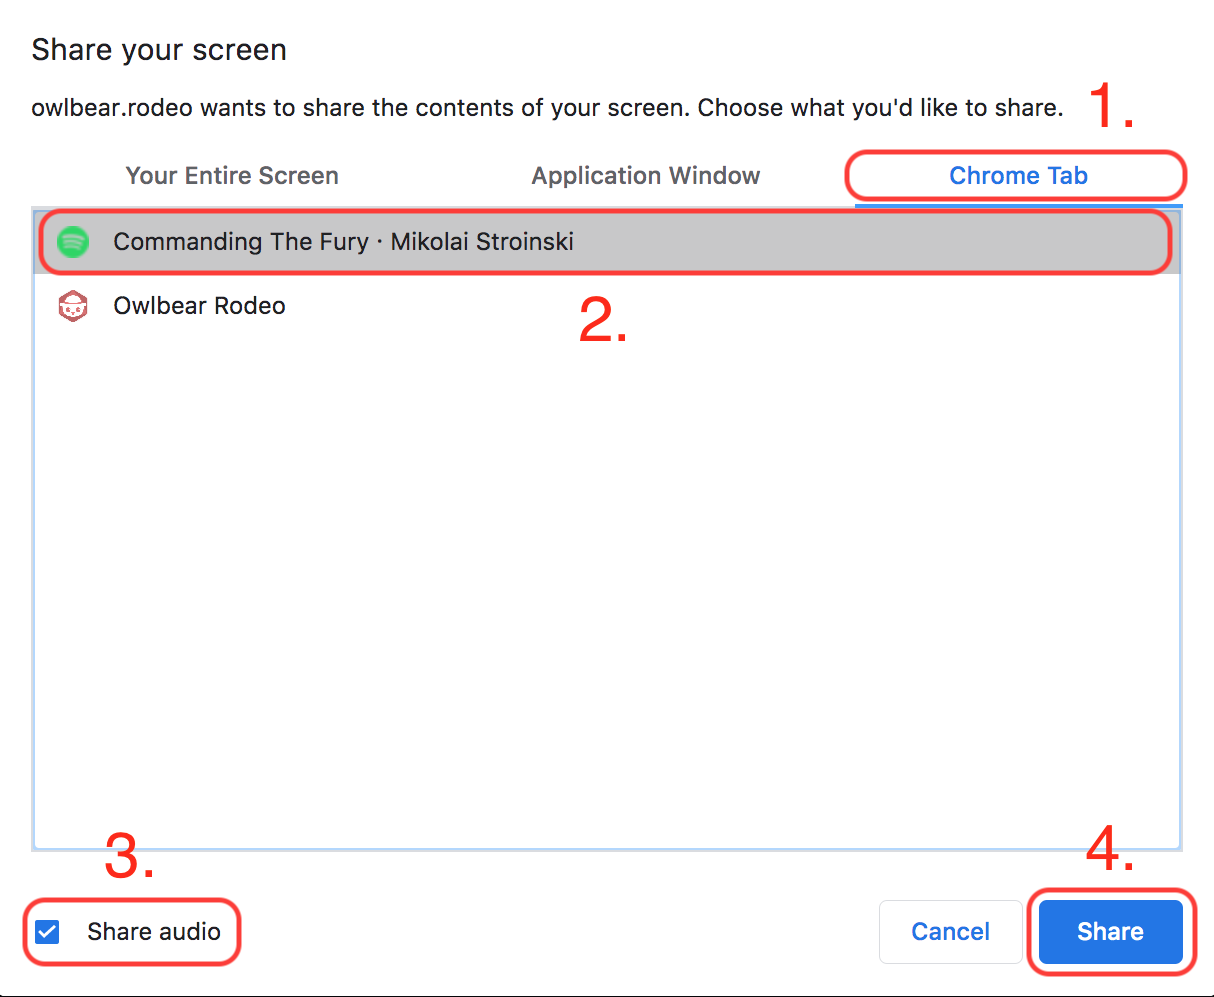 Share your screen
owlbear.rodeo wants to share the contents of your screen. Choose what you'd like to share.
1.
Your Entire Screen
Application Window
Chrome Tab
Commanding The Fury · Mikolai Stroinski
Owlbear Rodeo
2.
3.
4.
Share audio
Cancel
Share